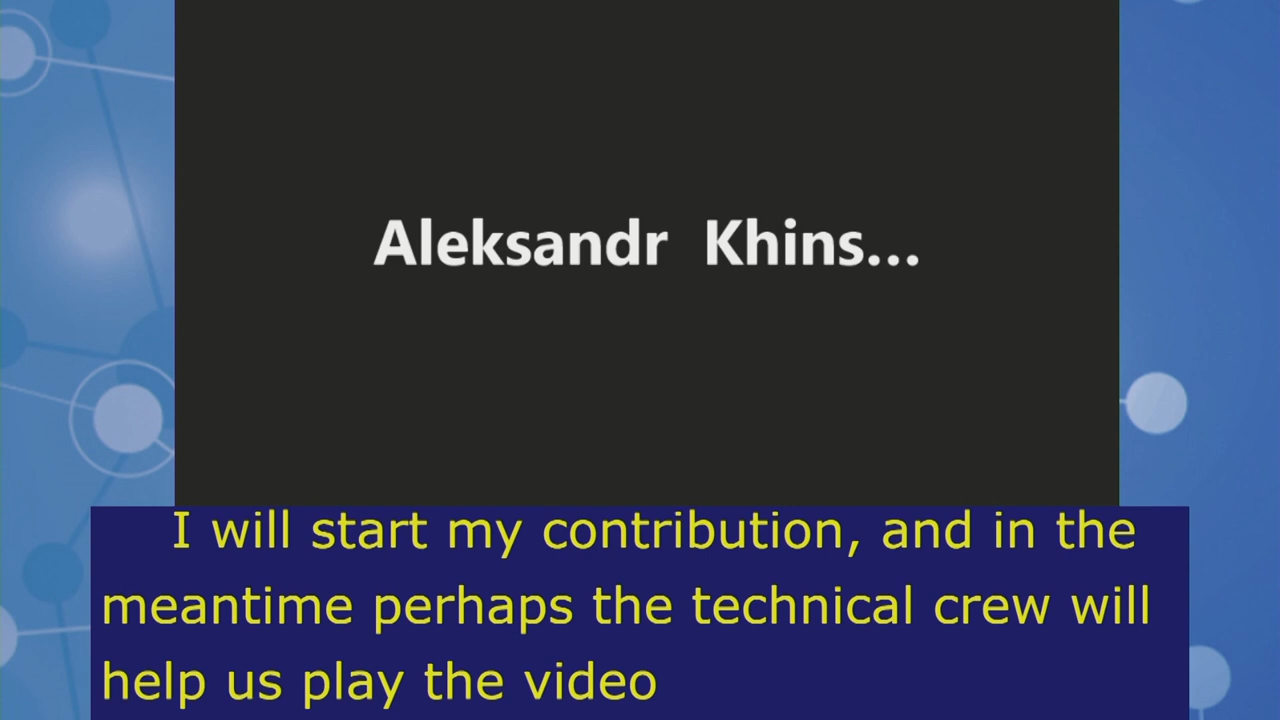 Aleksandr Khins...
I will start my contribution, and in the
meantime perhaps the technical crew will
help us play the video